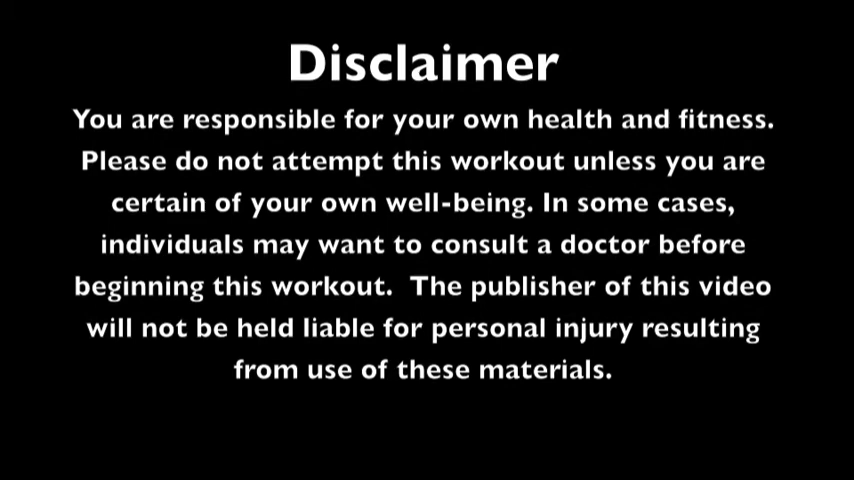 Disclaimer
You are responsible for your own health and fitness.
Please do not attempt this workout unless you are
certain of your own well-being. In some cases,
individuals may want to consult a doctor before
beginning this workout.  The publisher of this video
will not be held liable for personal injury resulting
from use of these materials.